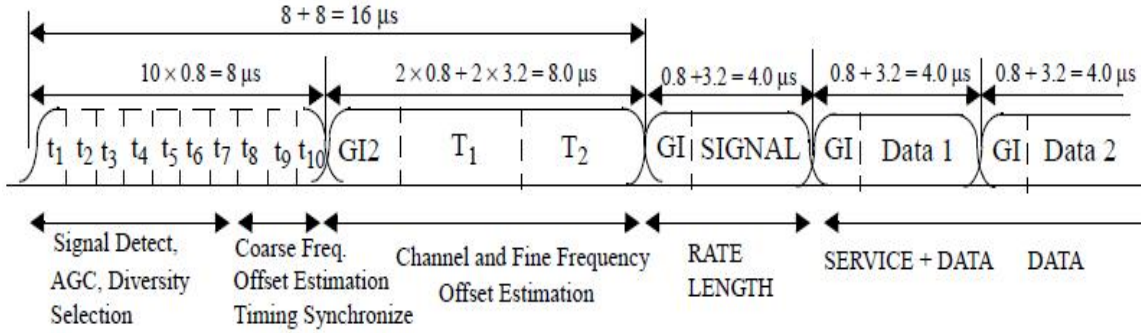 8 + 8 = 16 μs
10 × 0.8 = 8 μs
2 × 0.8 + 2 × 3.2 = 8.0 μs
0.8 +3.2 = 4.0 μs
0.8 + 3.2 = 4.0 μs
0.8 + 3.2 = 4.0 μs
t1 t2 t3 t4 t5 t6 t7 t8 t9 t10
GI2
T1
T2
GI SIGNAL
GI Data 1
GI Data 2
Signal Detect,
AGC, Diversity
Selection
Coarse Freq.
Offset Estimation
Timing Synchronize
Channel and Fine Frequency
Offset Estimation
RATE
LENGTH
SERVICE + DATA
DATA